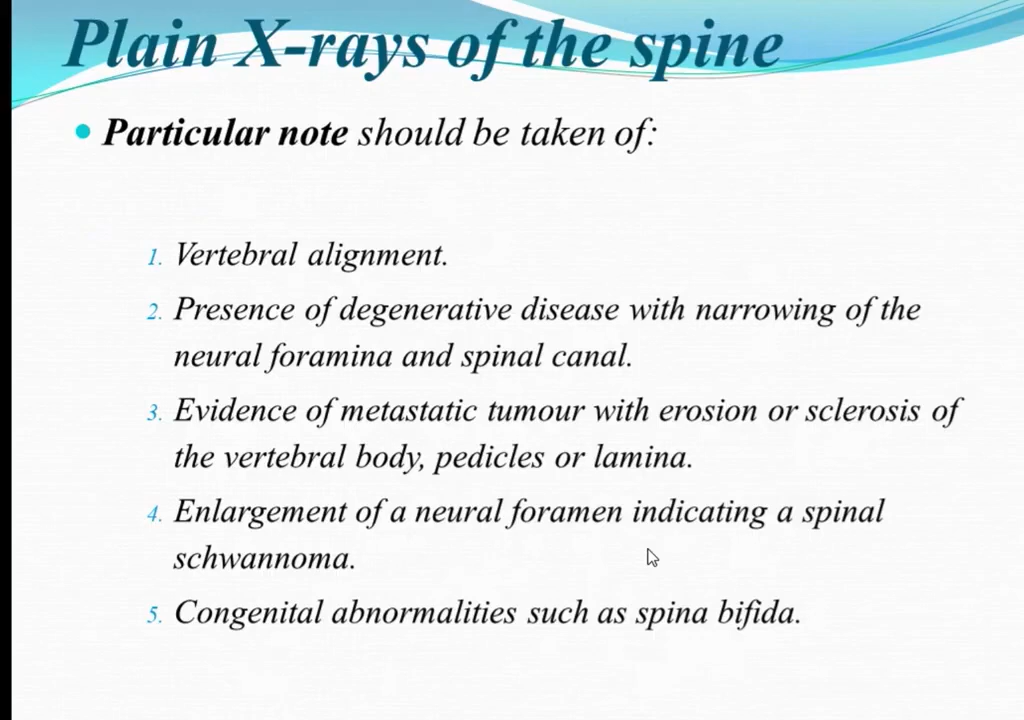 Plain X-rays of the spine
Particular note should be taken of:
1. Vertebral alignment.
2. Presence of degenerative disease with narrowing of the
neural foramina and spinal canal.
3. Evidence of metastatic tumour with erosion or sclerosis of
the vertebral body, pedicles or lamina.
4. Enlargement of a neural foramen indicating a spinal
schwannoma.
5. Congenital abnormalities such as spina bifida.